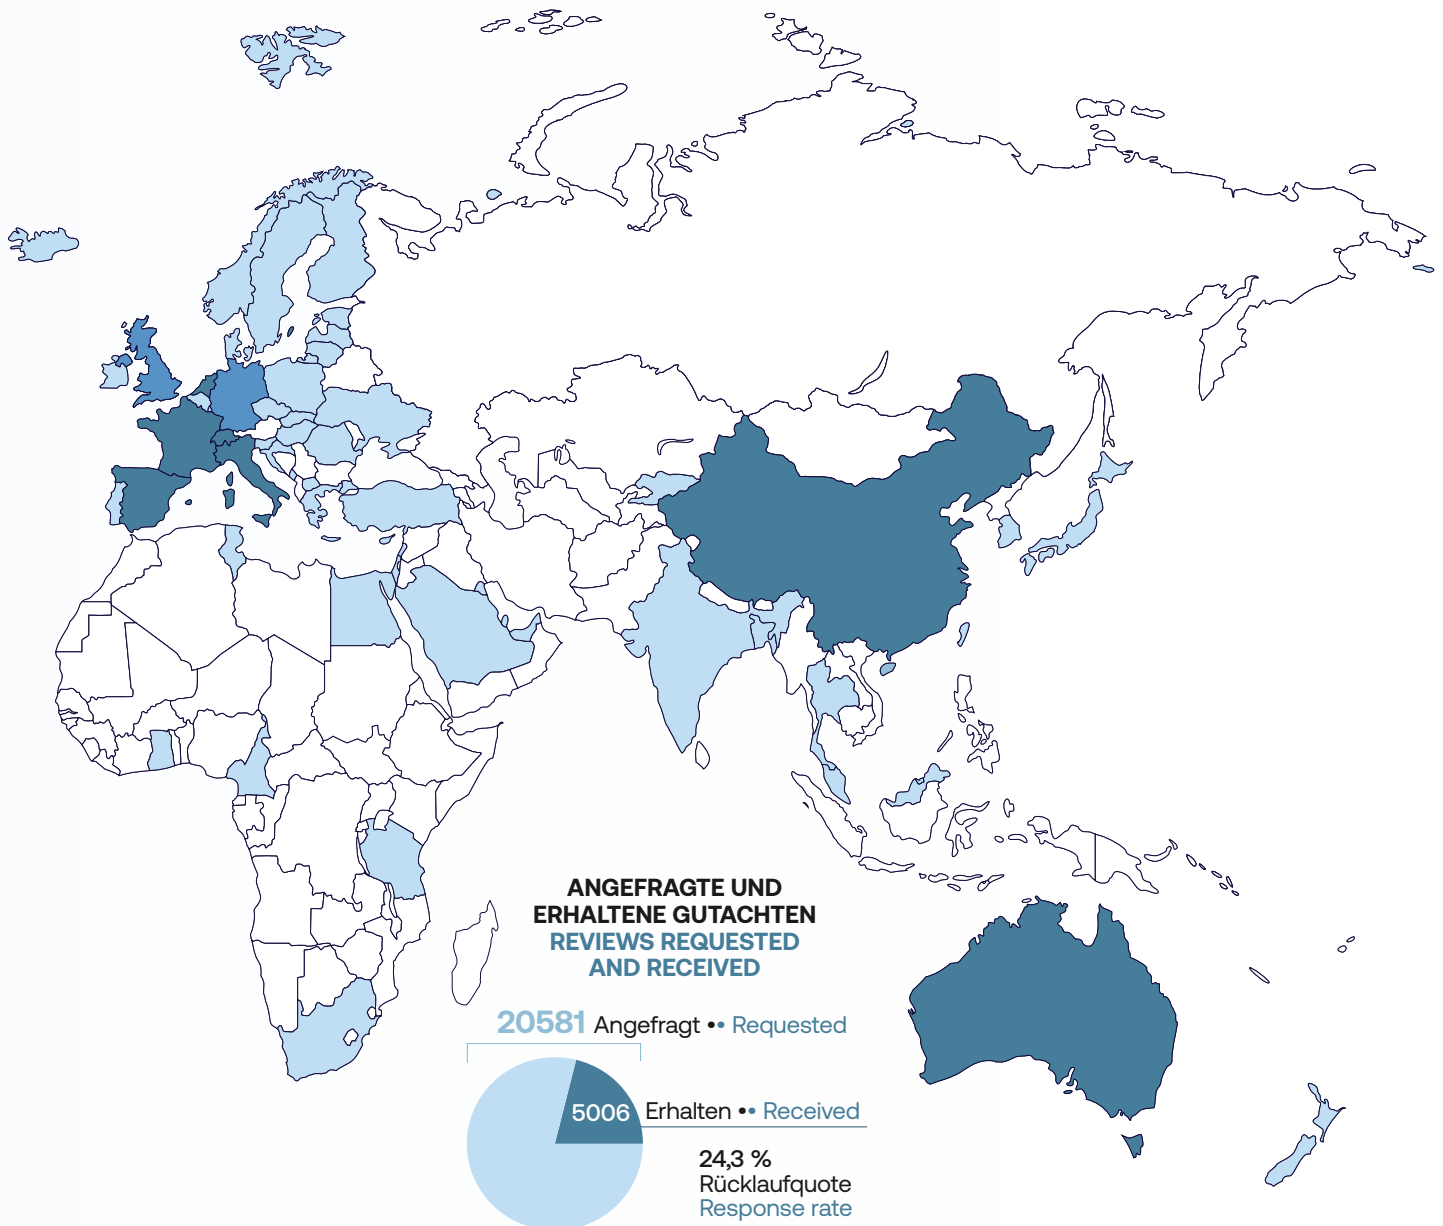 ANGEFRAGTE UND
ERHALTENE GUTACHTEN
REVIEWS REQUESTED
AND RECEIVED
20581 Angefragt •• Requested
5006 Erhalten •• Received
24,3 %
Rücklaufquote
Response rate